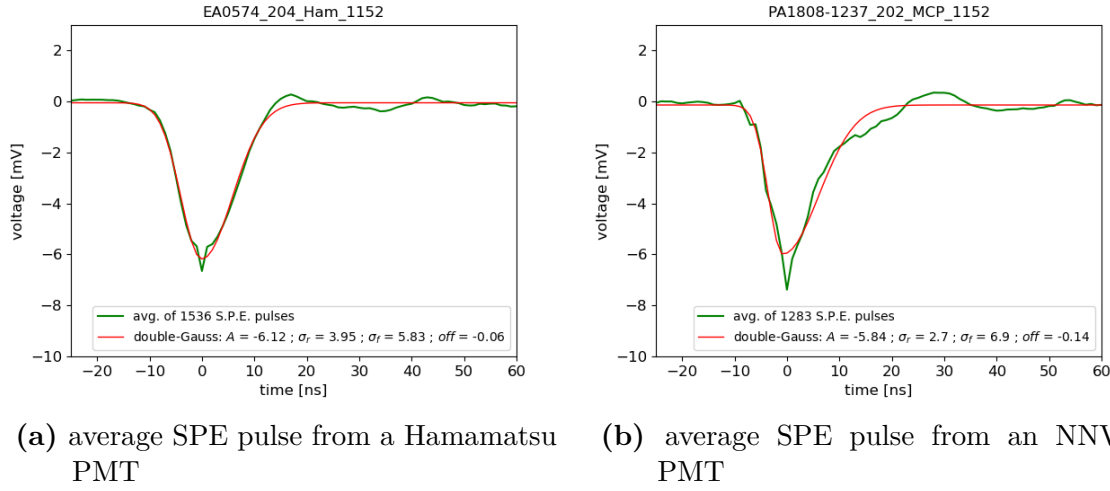 EA0574_204_Ham_1152
2
0
−2
−4
−6
−8
−10
voltage [mV]
avg. of 1536 S.P.E. pulses
double-Gauss: A = -6.12 ; σr = 3.95 ; σf = 5.83 ; off = -0.06
−20 −10 0 10 20 30 40 50 60
time [ns]
(a) average SPE pulse from a Hamamatsu
PMT
PA1808-1237_202_MCP_1152
2
0
−2
−4
−6
−8
−10
voltage [mV]
avg. of 1283 S.P.E. pulses
double-Gauss: A = -5.84 ; σr = 2.7 ; σf = 6.9 ; off = -0.14
−20 −10 0 10 20 30 40 50 60
time [ns]
(b) average SPE pulse from an NNV
PMT